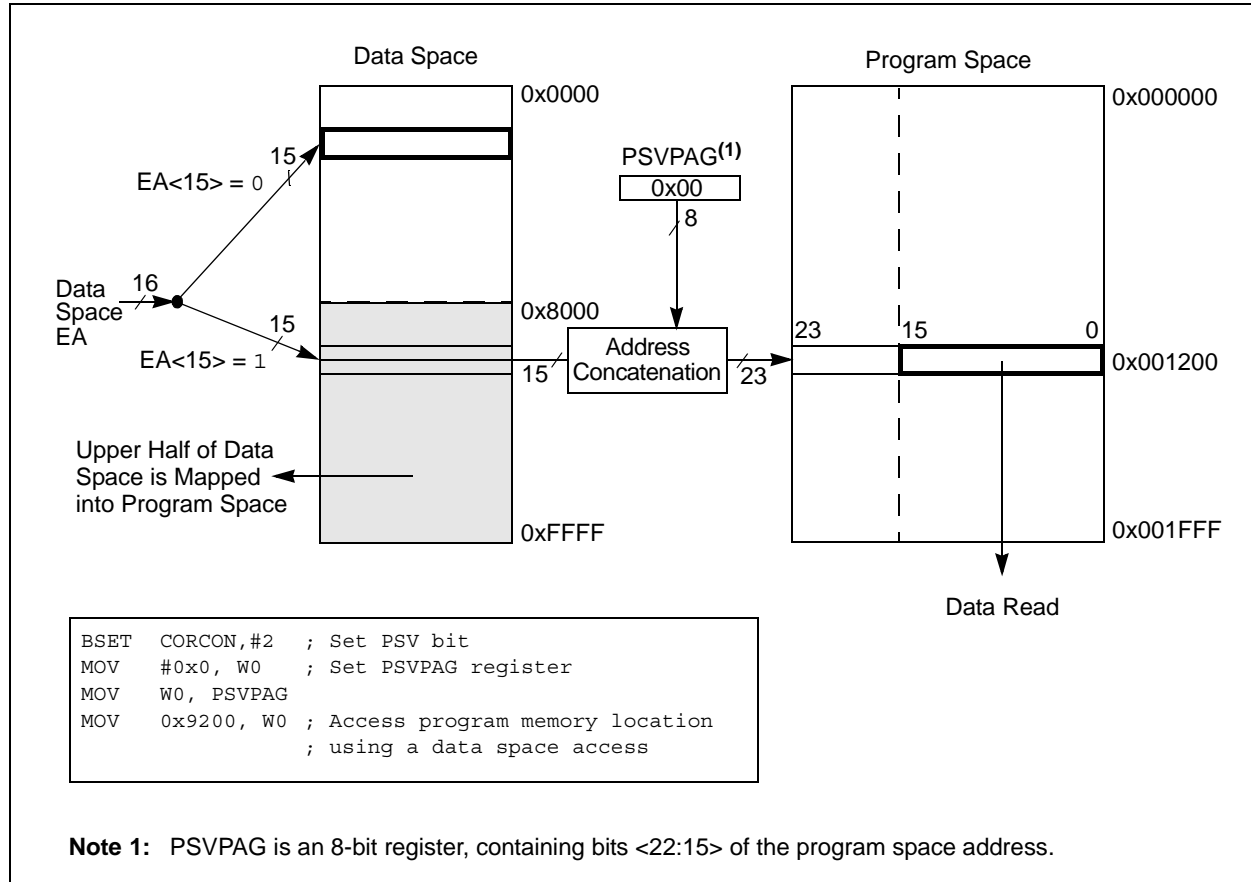 Data Space
Program Space
0x0000
0x000000
15
EA<15> = 0
PSVPAG(1)
0x00
8
16
Data
Space
EA
0x8000
15
EA<15> = 1
15
Address
Concatenation
23
23 15 0
0x001200
Upper Half of Data
Space is Mapped
into Program Space
0xFFFF
0x001FFF
Data Read
BSET CORCON,#2 ; Set PSV bit
MOV #0x0, W0 ; Set PSVPAG register
MOV W0, PSVPAG
MOV 0x9200, W0 ; Access program memory location
; using a data space access
Note 1: PSVPAG is an 8-bit register, containing bits <22:15> of the program space address.